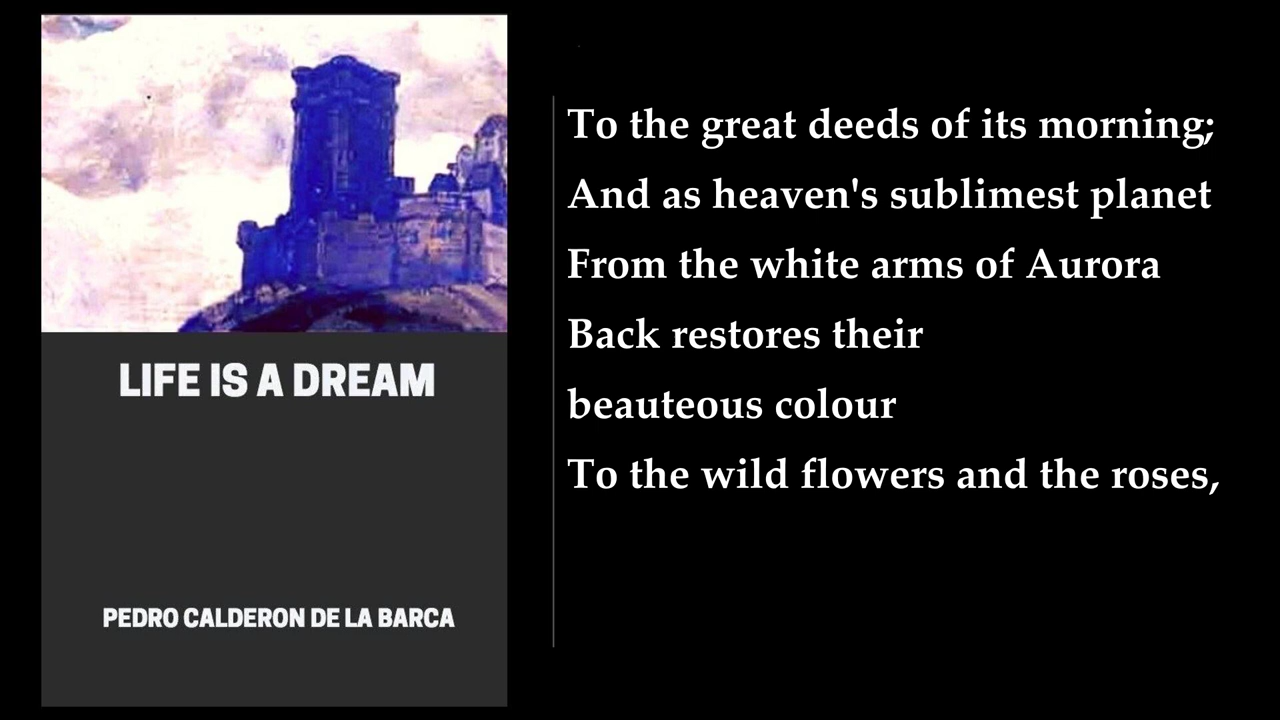 LIFE IS A DREAM
PEDRO CALDERON DE LA BARCA
To the great deeds of its morning;
And as heaven's sublimest planet
From the white arms of Aurora
Back restores their
beauteous colour
To the wild flowers and the roses,